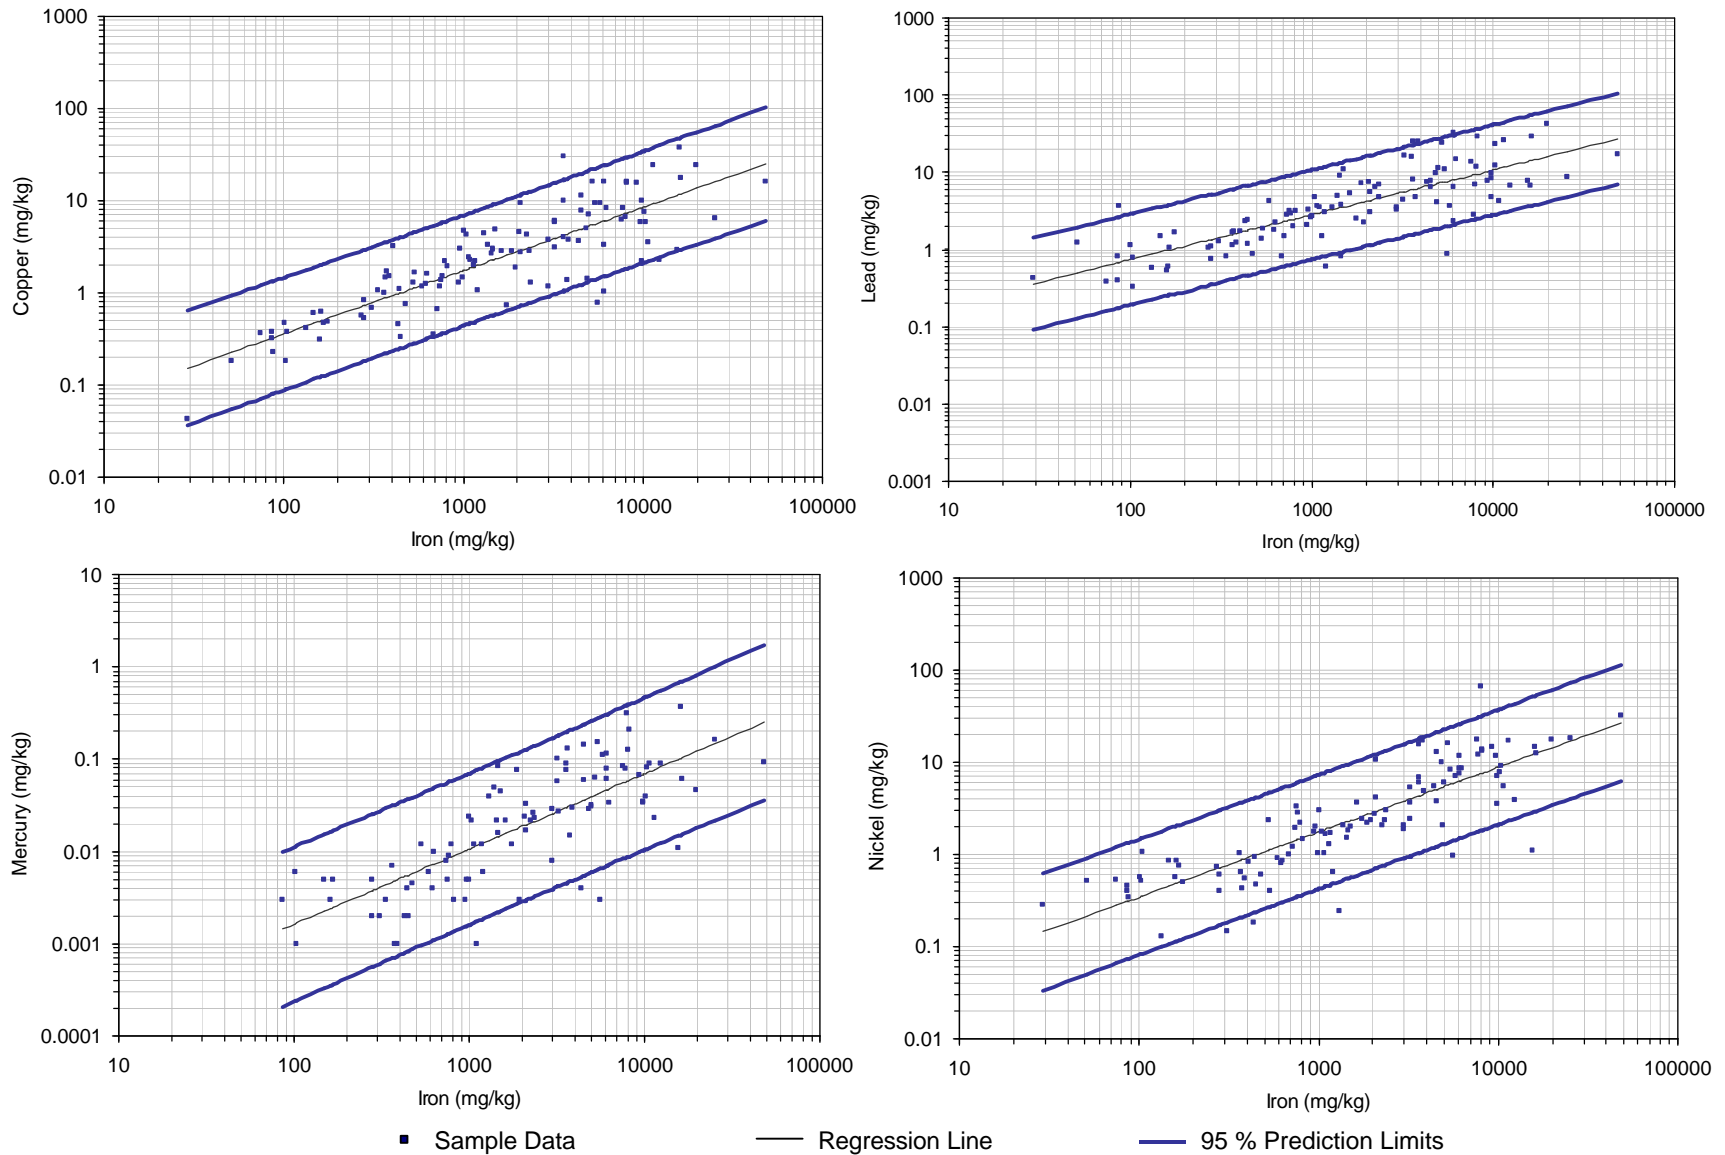 1000
100
10
1
0.1
0.01
Copper (mg/kg)
10 100 1000 10000 100000
Iron (mg/kg)
1000
100
10
1
0.1
0.01
0.001
Lead (mg/kg)
10 100 1000 10000 100000
Iron (mg/kg)
10
1
0.1
0.01
0.001
0.0001
Mercury (mg/kg)
10 100 1000 10000 100000
Iron (mg/kg)
1000
100
10
1
0.1
0.01
Nickel (mg/kg)
10 100 1000 10000 100000
Iron (mg/kg)
Sample Data Regression Line 95 % Prediction Limits